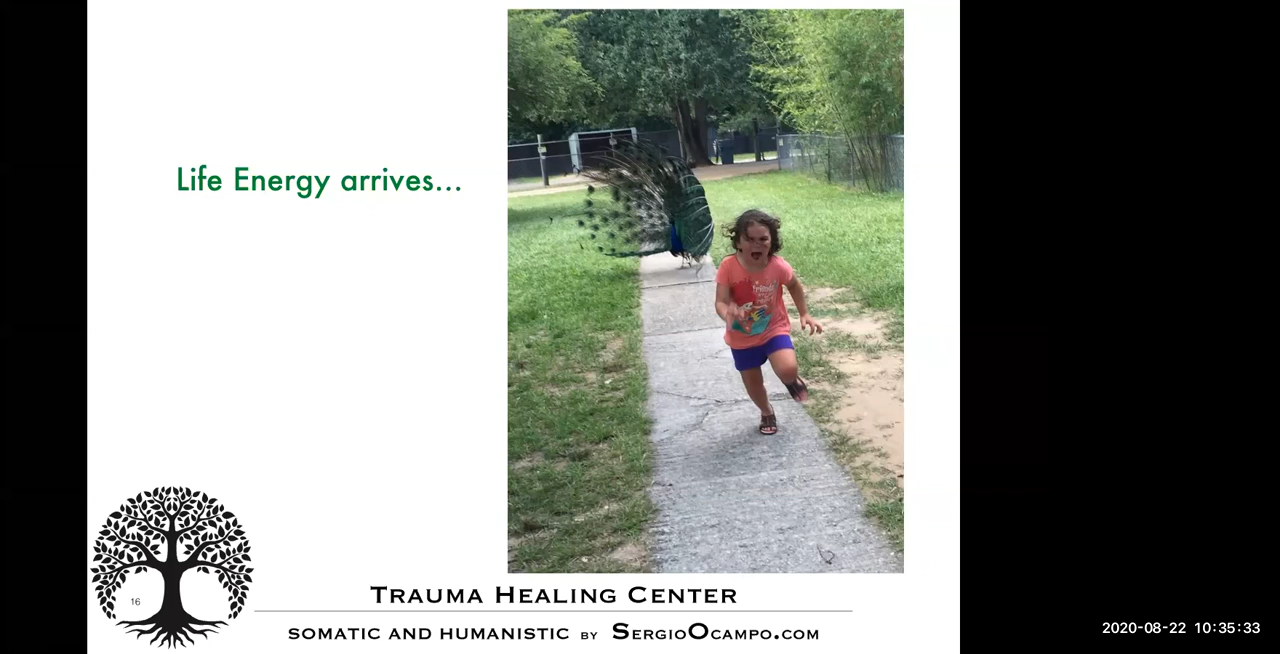 Life Energy arrives...
friends
16
TRAUMA HEALING CENTER
SOMATIC AND HUMANISTIC BY SERGIOOCAMPO.COM
2020-08-22 10:35:33